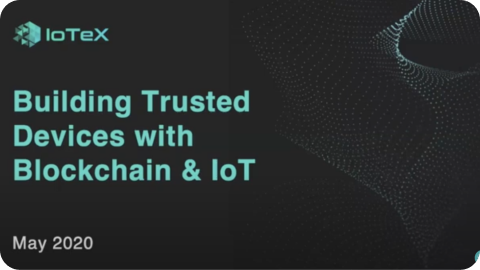 IoTeX
Building Trusted
Devices with
Blockchain & IoT
May 2020